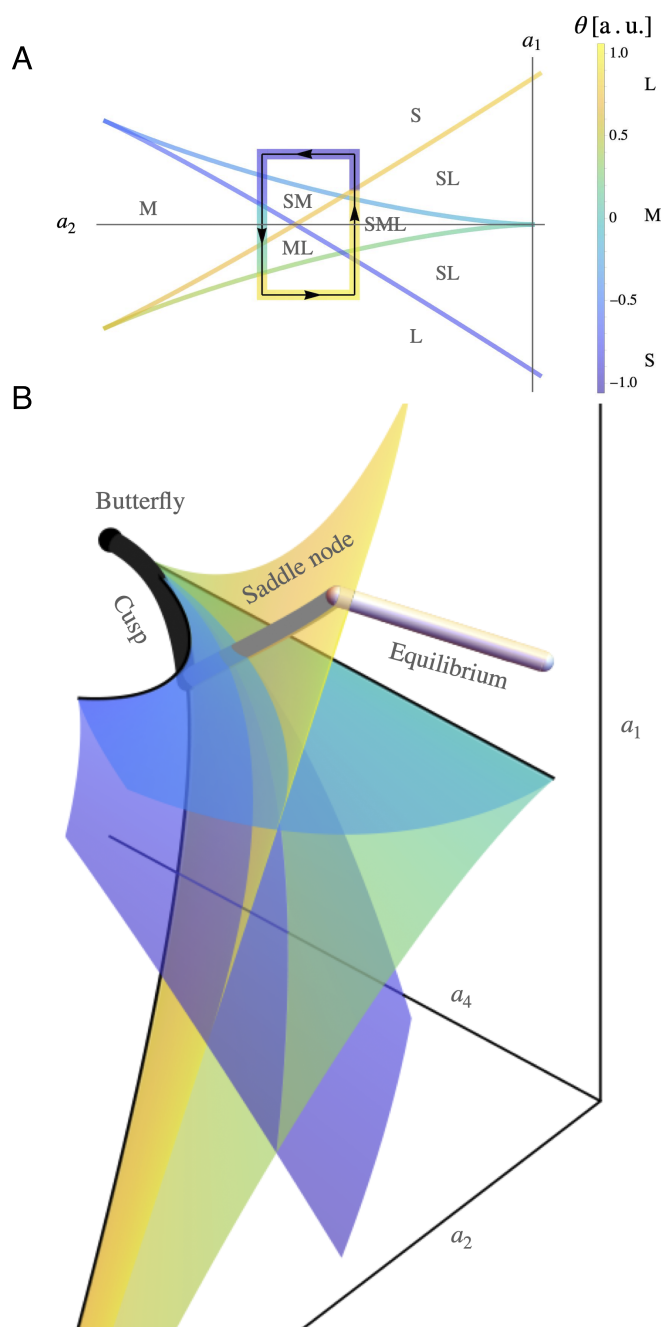 A
θ [a.u.]
a₁
1.0
L
S
0.5
SL
SM
M
a₂
SML
0
M
ML
SL
−0.5
L
S
−1.0
B
Butterfly
Saddle node
Cusp
Equilibrium
a₁
a₄
a₂